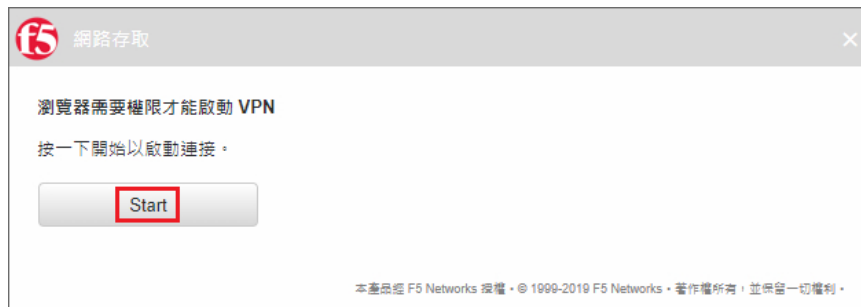 f5 網路存取
瀏覽器需要權限才能啟動 VPN
按一下開始以啟動連接。
Start
本產品經 F5 Networks 授權。© 1999-2019 F5 Networks。著作權所有，並保留一切權利。